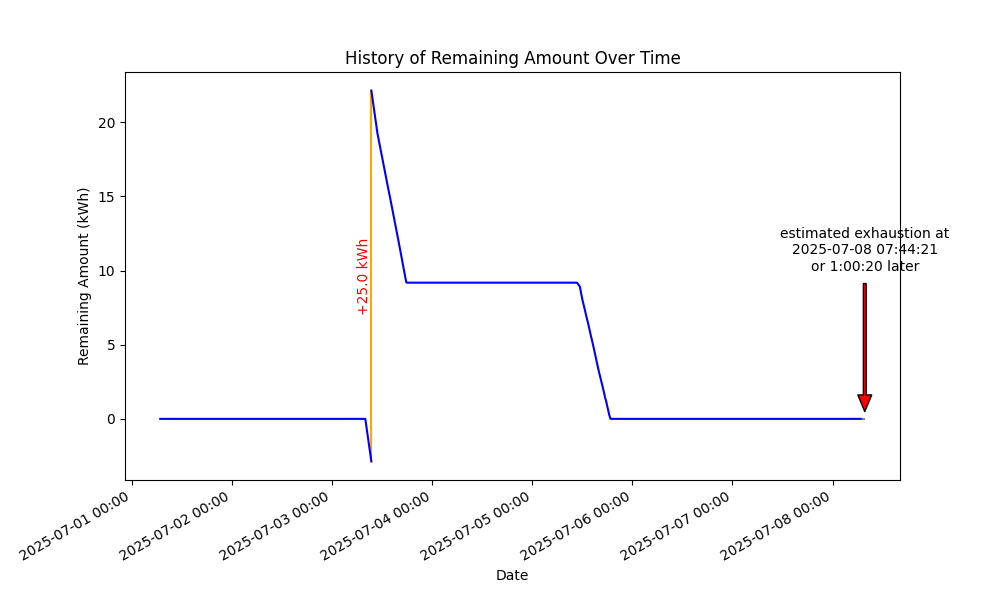 History of Remaining Amount Over Time
Remaining Amount (kWh)
20
15
10
5
0
+25.0 kWh
estimated exhaustion at
2025-07-08 07:44:21
or 1:00:20 later
2025-07-01 00:00
2025-07-02 00:00
2025-07-03 00:00
2025-07-04 00:00
2025-07-05 00:00
2025-07-06 00:00
2025-07-07 00:00
2025-07-08 00:00
Date